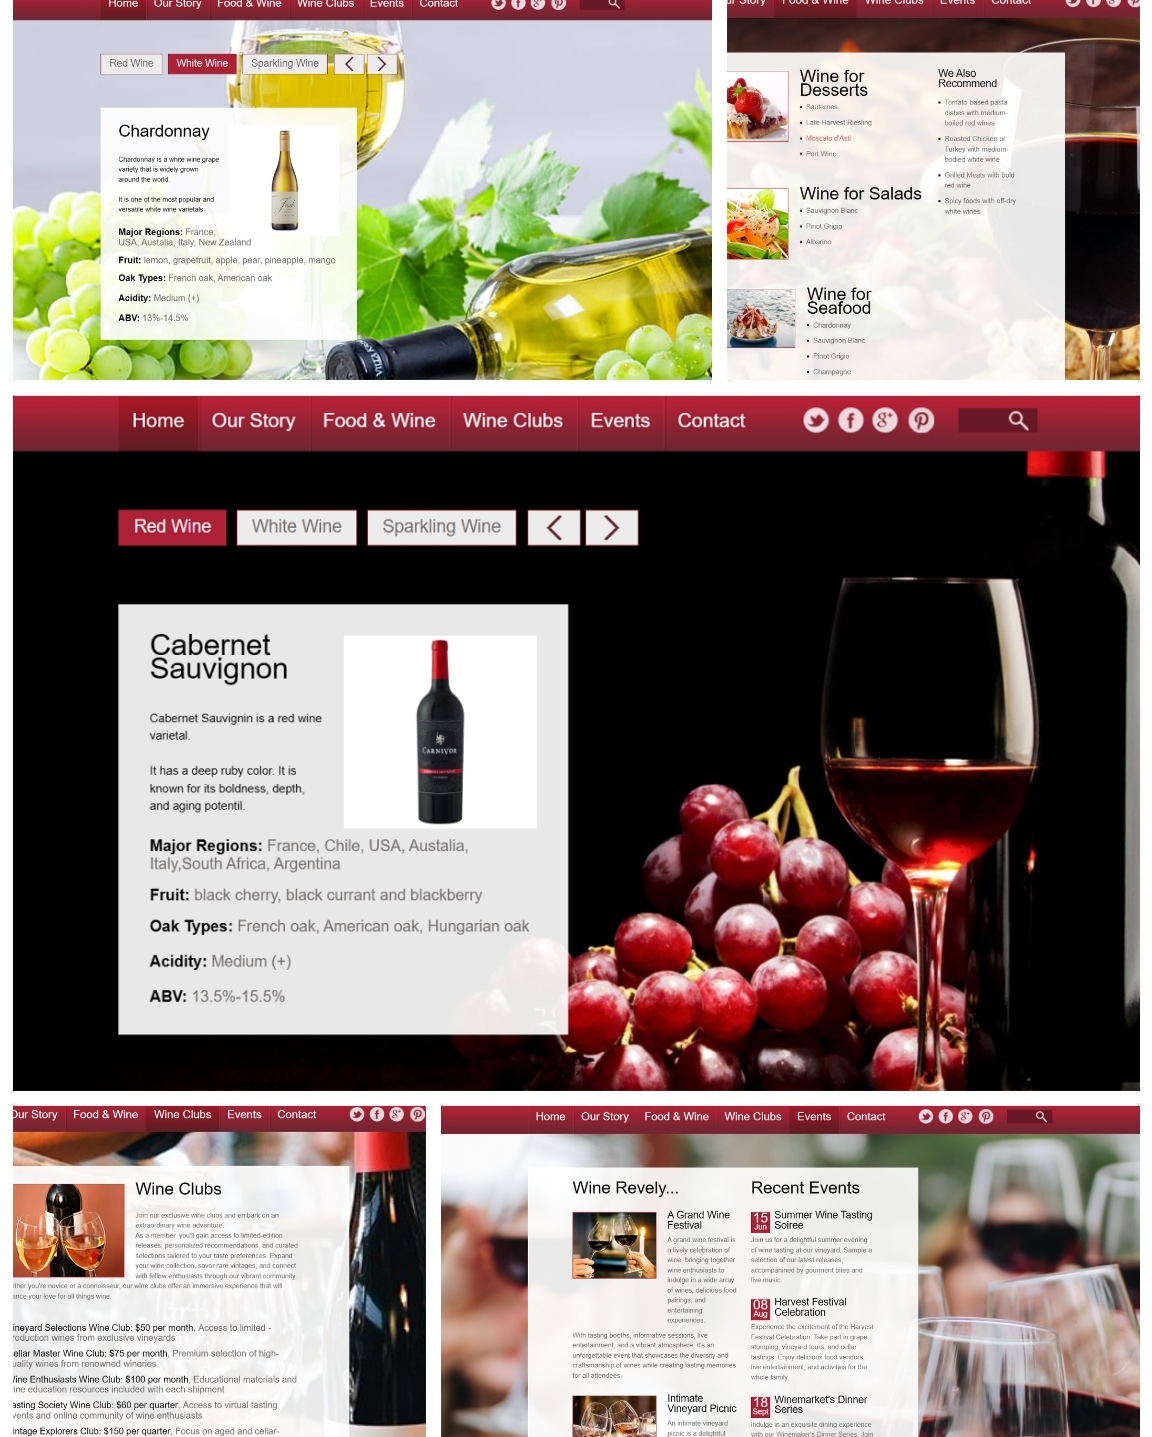 Home Our Story Food & Wine Wine Clubs Events Contact
Red Wine White Wine Sparkling Wine
Chardonnay
Chardonnay is a white wine grape
variety that is widely grown
around the world.
It is one of the most popular and
versatile white wine varietals.
Major Regions: France,
USA, Austalia, Italy, New Zealand
Fruit: lemon, grapefruit, apple, pear, pineapple, mango
Oak Types: French oak, American oak
Acidity: Medium (+)
ABV: 13%-14.5%
Story Food & Wine Wine Clubs Events Contact
Wine for
Desserts
• Sauternes
• Late Harvest Riesling
• Moscato d'Asti
• Port Wine
Wine for Salads
• Sauvignon Blanc
• Pinot Grigio
• Albarino
Wine for
Seafood
• Chardonnay
• Sauvignon Blanc
• Pinot Grigio
• Champagne
We Also
Recommend
• Tomato based pasta
dishes with medium-
boiled red wines
• Roasted Chicken or
Turkey with medium-
bodied white wine
• Grilled Meats with bold
red wine
• Spicy foods with off-dry
white wines
Home Our Story Food & Wine Wine Clubs Events Contact
Red Wine White Wine Sparkling Wine
Cabernet
Sauvignon
CARNIVOR
Cabernet Sauvignin is a red wine
varietal.
It has a deep ruby color. It is
known for its boldness, depth,
and aging potentil.
Major Regions: France, Chile, USA, Austalia,
Italy,South Africa, Argentina
Fruit: black cherry, black currant and blackberry
Oak Types: French oak, American oak, Hungarian oak
Acidity: Medium (+)
ABV: 13.5%-15.5%
Our Story Food & Wine Wine Clubs Events Contact
Wine Clubs
Join our exclusive wine clubs and embark on an
extraordinary wine adventure.
As a member, you'll gain access to limited-edition
releases, personalized recommendations, and curated
selections tailored to your taste preferences. Expand
your wine collection, savor rare vintages, and connect
with fellow enthusiasts through our vibrant community
ther you're novice or a connoisseur, our wine clubs offer an immersive experience that will
ance your love for all things wine.
ineyard Selections Wine Club: $50 per month, Access to limited -
roduction wines from exclusive vineyards
ellar Master Wine Club: $75 per month, Premium selection of high-
uality wines from renowned wineries
Wine Enthusiasts Wine Club: $100 per month, Educational materials and
ine education resources included with each shipment
asting Society Wine Club: $60 per quarter, Access to virtual tasting
vents and online community of wine enthusiasts
intage Explorers Club: $150 per quarter, Focus on aged and cellar-
Home Our Story Food & Wine Wine Clubs Events Contact
Wine Revely...
A Grand Wine
Festival
A grand wine festival is
a lively celebration of
wine, bringing together
wine enthusiasts to
indulge in a wide array
of wines, delicious food
pairings, and
entertaining
experiences.
With tasting booths, informative sessions, live
entertainment, and a vibrant atmosphere, it's an
unforgettable event that showcases the diversity and
craftsmanship of wines while creating tasting memories
for all attendees.
Intimate
Vineyard Picnic
An intimate vineyard
picnic is a delightful
Recent Events
15 Jun
Summer Wine Tasting
Soiree
Join us for a delightful summer evening
of wine tasting at our vineyard. Sample a
selection of our latest releases,
accompanied by gourment bites and
live music.
08 Aug
Harvest Festival
Celebration
Experience the excitement of the Harvest
Festival Celebration. Take part in grape
stomping, vineyard tours, and cellar
tastings. Enjoy delicious food vendors,
live entertainment, and activities for the
whole family.
18 Sept
Winemarket's Dinner
Series
Indulge in an exquisite dining experience
with our Winemaker's Dinner Series. Join